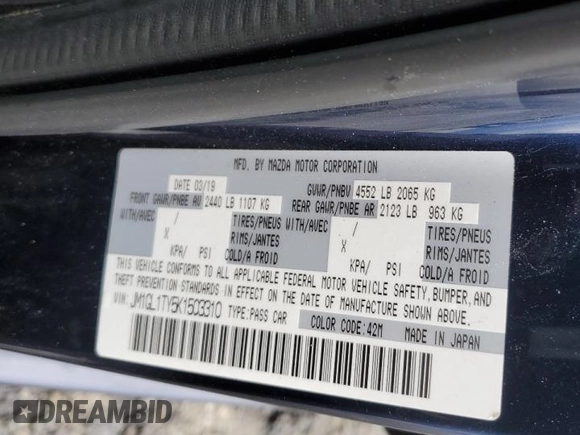 MFD. BY MAZDA MOTOR CORPORATION
DATE 03/19 GVWR/PNBV 4552 LB 2065 KG
FRONT GAWR/PNBE AV 2440 LB 1107 KG REAR GAWR/PNBE AR 2123 LB 963 KG
WITH/AVEC / TIRES/PNEUS WITH/AVEC / TIRES/PNEUS
X RIMS/JANTES X RIMS/JANTES
KPA/ PSI COLD/A FROID KPA/ PSI COLD/A FROID
THIS VEHICLE CONFORMS TO ALL APPLICABLE FEDERAL MOTOR VEHICLE SAFETY, BUMPER, AND
THEFT PREVENTION STANDARDS IN EFFECT ON THE DATE OF MANUFACTURE SHOWN ABOVE.
VIN: JM1GL1TY5K1503310 TYPE:PASS CAR COLOR CODE:42M MADE IN JAPAN
DREAMBID